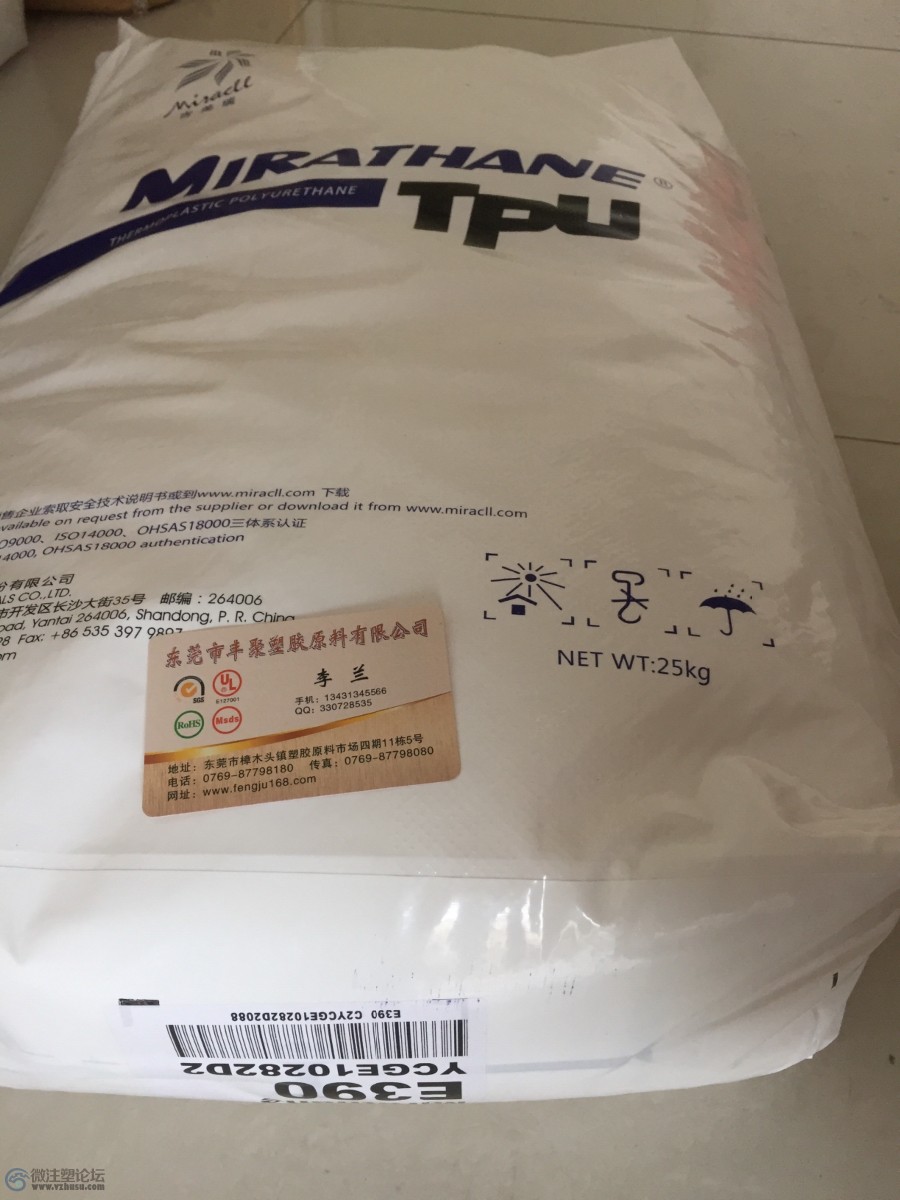 Miracll
MIRATHANE®
THERMOPLASTIC POLYURETHANE
TPU
售企业索取安全技术说明书或到www.miracll.com 下载
available on request from the supplier or download it from www.miracll.com
ISO14000、OHSAS18000三体系认证
OHSAS18000 authentication
份有限公司
CO.,LTD.
市开发区长沙大街35号 邮编：264006
Yantai 264006, Shandong, P. R. China
Fax: +86 535 397
NET WT:25kg
东莞市丰聚塑胶原料有限公司
SGS
UL
E127001
RoHS
Msds
李 兰
手机：13431345566
QQ：330728535
地址：东莞市樟木头镇塑胶原料市场四期11栋5号
电话：0769-87798180 传真：0769-87798080
网址：www.fengju168.com
E390 C2YCGE10282D2088
YCGE10282D2
E390
微注塑论坛
www.vzhusu.com